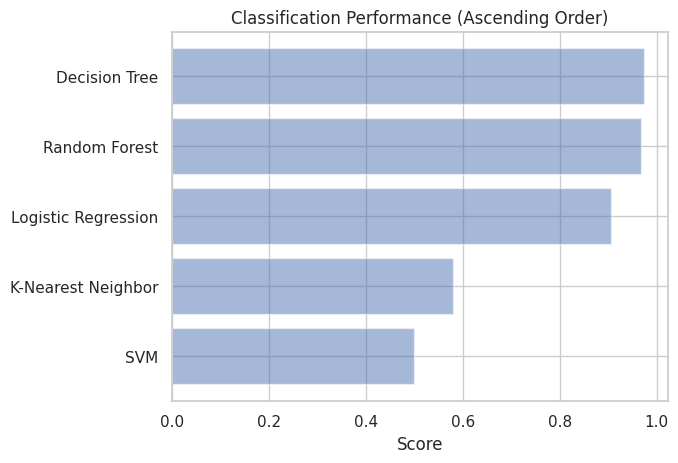 Classification Performance (Ascending Order)
Decision Tree
Random Forest
Logistic Regression
K-Nearest Neighbor
SVM
0.0 0.2 0.4 0.6 0.8 1.0
Score